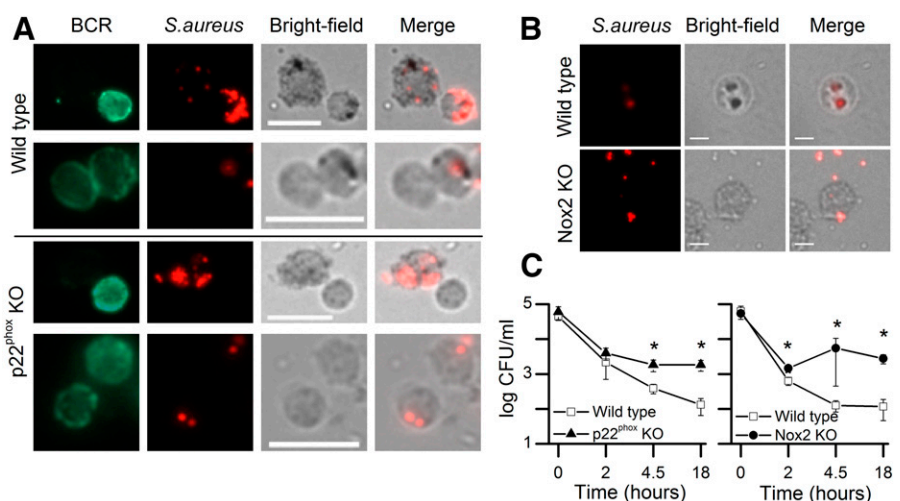 A
BCR
S.aureus
Bright-field
Merge
Wild type
p22phox KO
B
S.aureus
Bright-field
Merge
Wild type
Nox2 KO
C
log CFU/ml
5
3
1
* *
Wild type
p22phox KO
0 2 4.5 18
Time (hours)
* * *
Wild type
Nox2 KO
0 2 4.5 18
Time (hours)